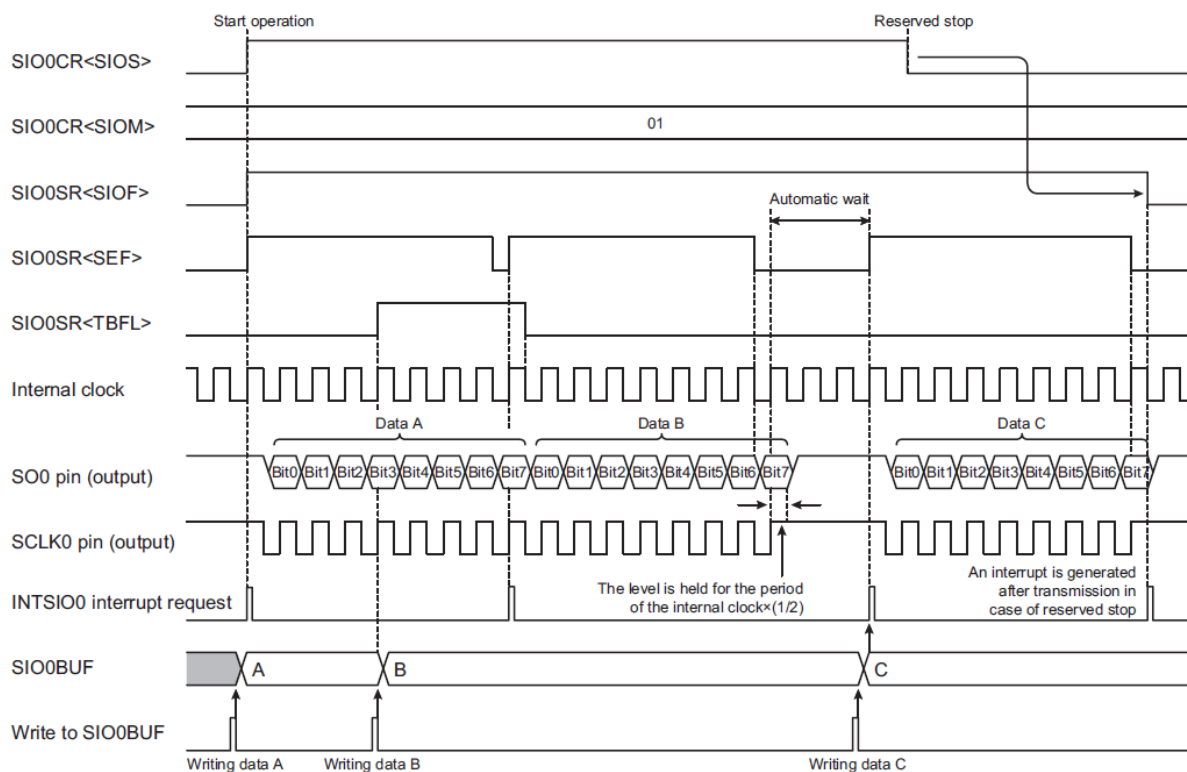 Start operation
Reserved stop
SIO0CR<SIOS>
SIO0CR<SIOM>
01
SIO0SR<SIOF>
Automatic wait
SIO0SR<SEF>
SIO0SR<TBFL>
Internal clock
Data A
Data B
Data C
SO0 pin (output)
Bit0 Bit1 Bit2 Bit3 Bit4 Bit5 Bit6 Bit7 Bit0 Bit1 Bit2 Bit3 Bit4 Bit5 Bit6 Bit7 Bit0 Bit1 Bit2 Bit3 Bit4 Bit5 Bit6 Bit7
SCLK0 pin (output)
The level is held for the period
of the internal clock×(1/2)
An interrupt is generated
after transmission in
case of reserved stop
INTSIO0 interrupt request
SIO0BUF
A
B
C
Write to SIO0BUF
Writing data A
Writing data B
Writing data C